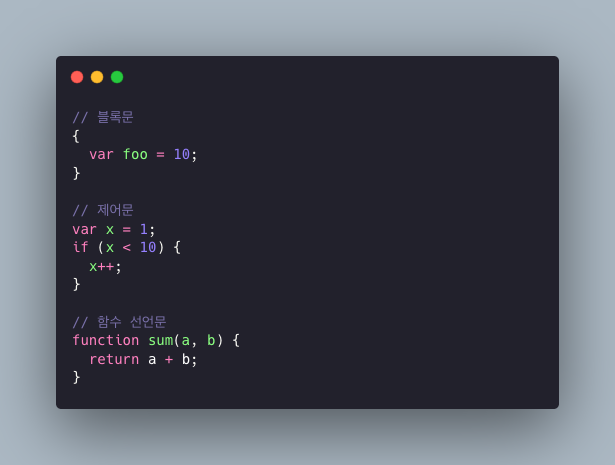 // 블록문
{
  var foo = 10;
}

// 제어문
var x = 1;
if (x < 10) {
  x++;
}

// 함수 선언문
function sum(a, b) {
  return a + b;
}